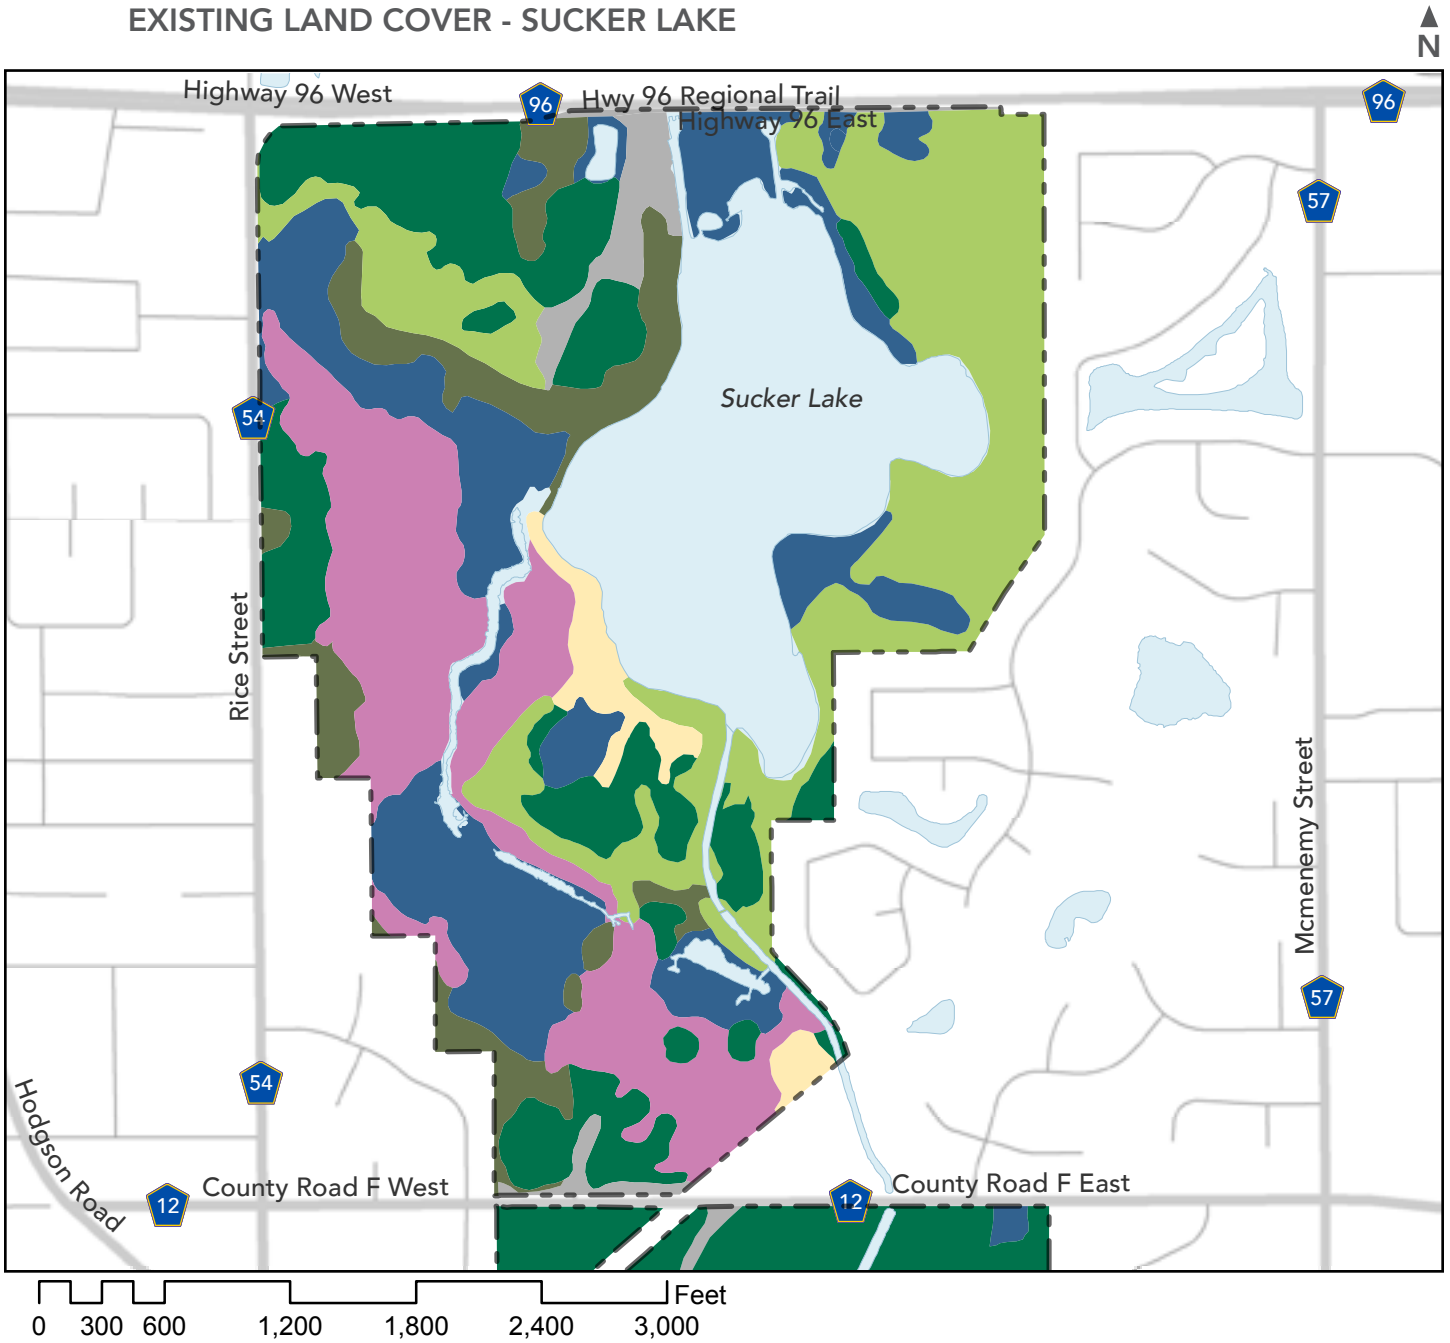 EXISTING LAND COVER - SUCKER LAKE
N
Highway 96 West
96
Hwy 96 Regional Trail
96
Highway 96 East
57
Sucker Lake
54
Rice Street
Mcmenemy Street
57
54
Hodgson Road
County Road F West
12
12
County Road F East
Feet
0 300 600 1,200 1,800 2,400 3,000